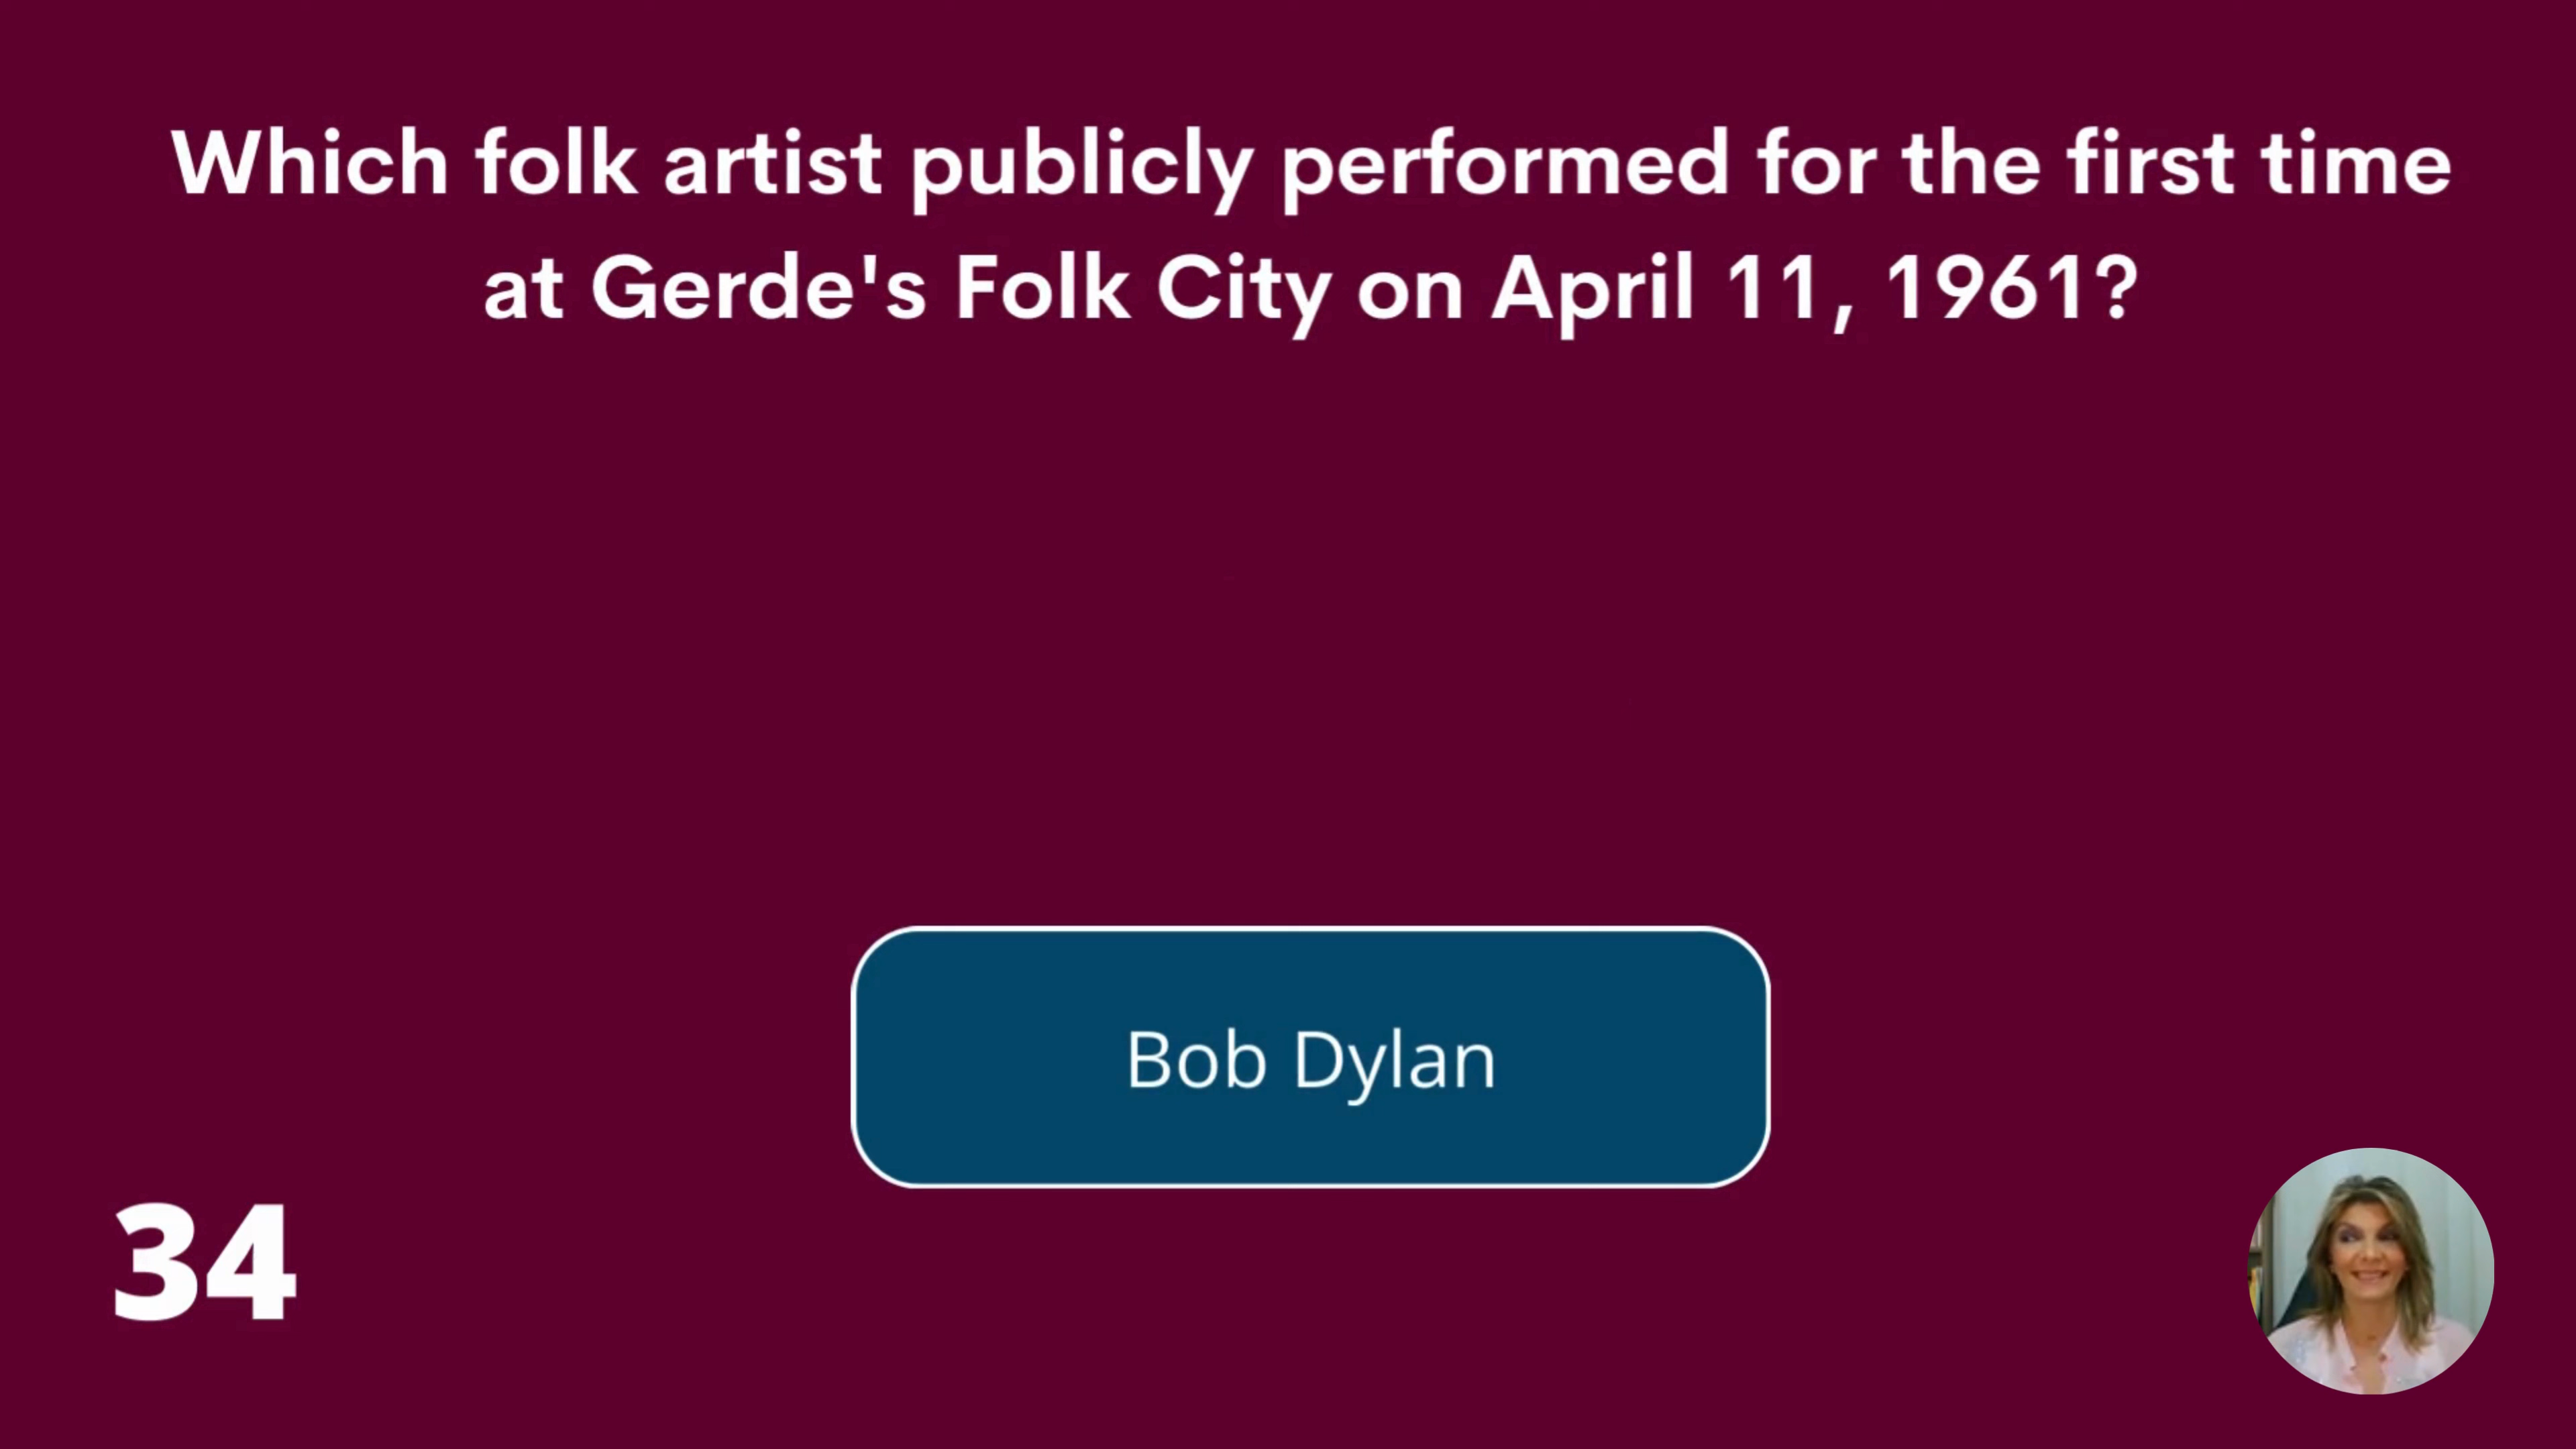 Which folk artist publicly performed for the first time
at Gerde's Folk City on April 11, 1961?
Bob Dylan
34